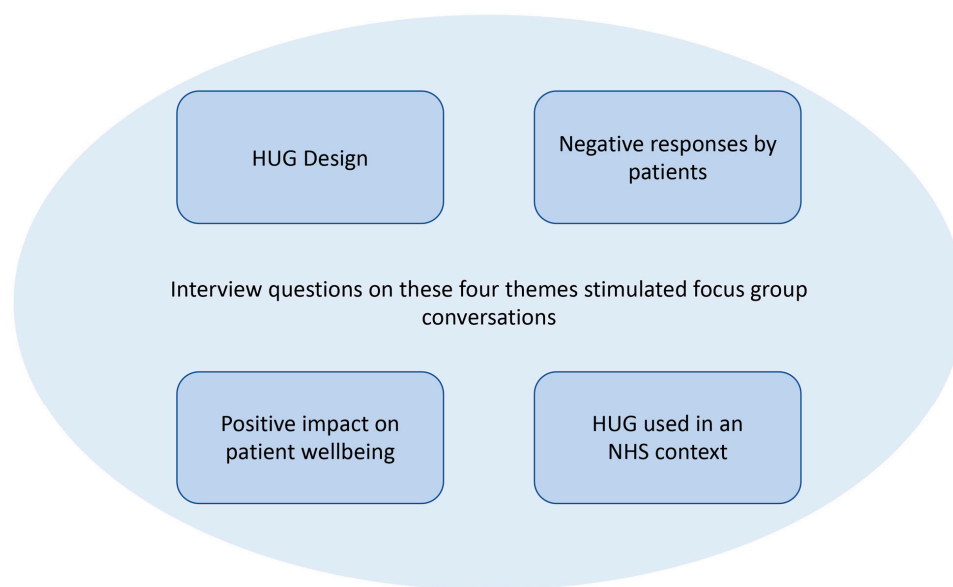 HUG Design
Negative responses by
patients
Interview questions on these four themes stimulated focus group
conversations
Positive impact on
patient wellbeing
HUG used in an
NHS context